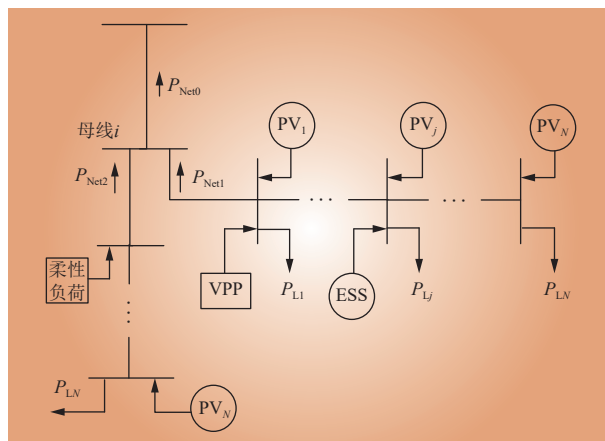 P_Net0
母线i
P_Net2
P_Net1
PV_1
PV_j
PV_N
...
...
柔性
负荷
VPP
P_L1
ESS
P_Lj
P_LN
...
P_LN
PV_N